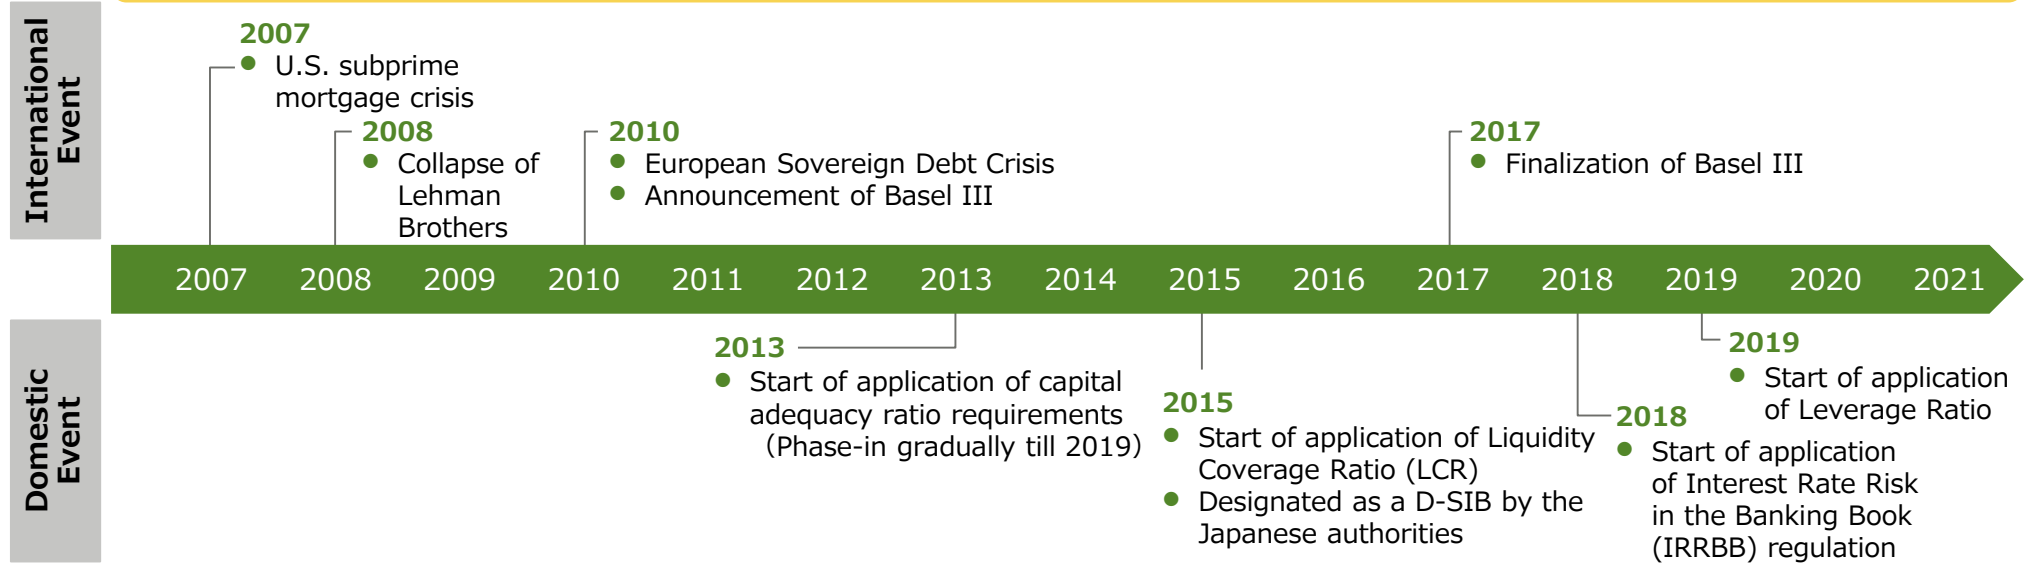 International
Event
2007
● U.S. subprime
mortgage crisis
2008
● Collapse of
Lehman
Brothers
2010
● European Sovereign Debt Crisis
● Announcement of Basel III
2017
● Finalization of Basel III
2007 2008 2009 2010 2011 2012 2013 2014 2015 2016 2017 2018 2019 2020 2021
Domestic
Event
2013
● Start of application of capital
adequacy ratio requirements
（Phase-in gradually till 2019）
2015
● Start of application of Liquidity
Coverage Ratio (LCR)
● Designated as a D-SIB by the
Japanese authorities
2018
● Start of application
of Interest Rate Risk
in the Banking Book
(IRRBB) regulation
2019
● Start of application
of Leverage Ratio